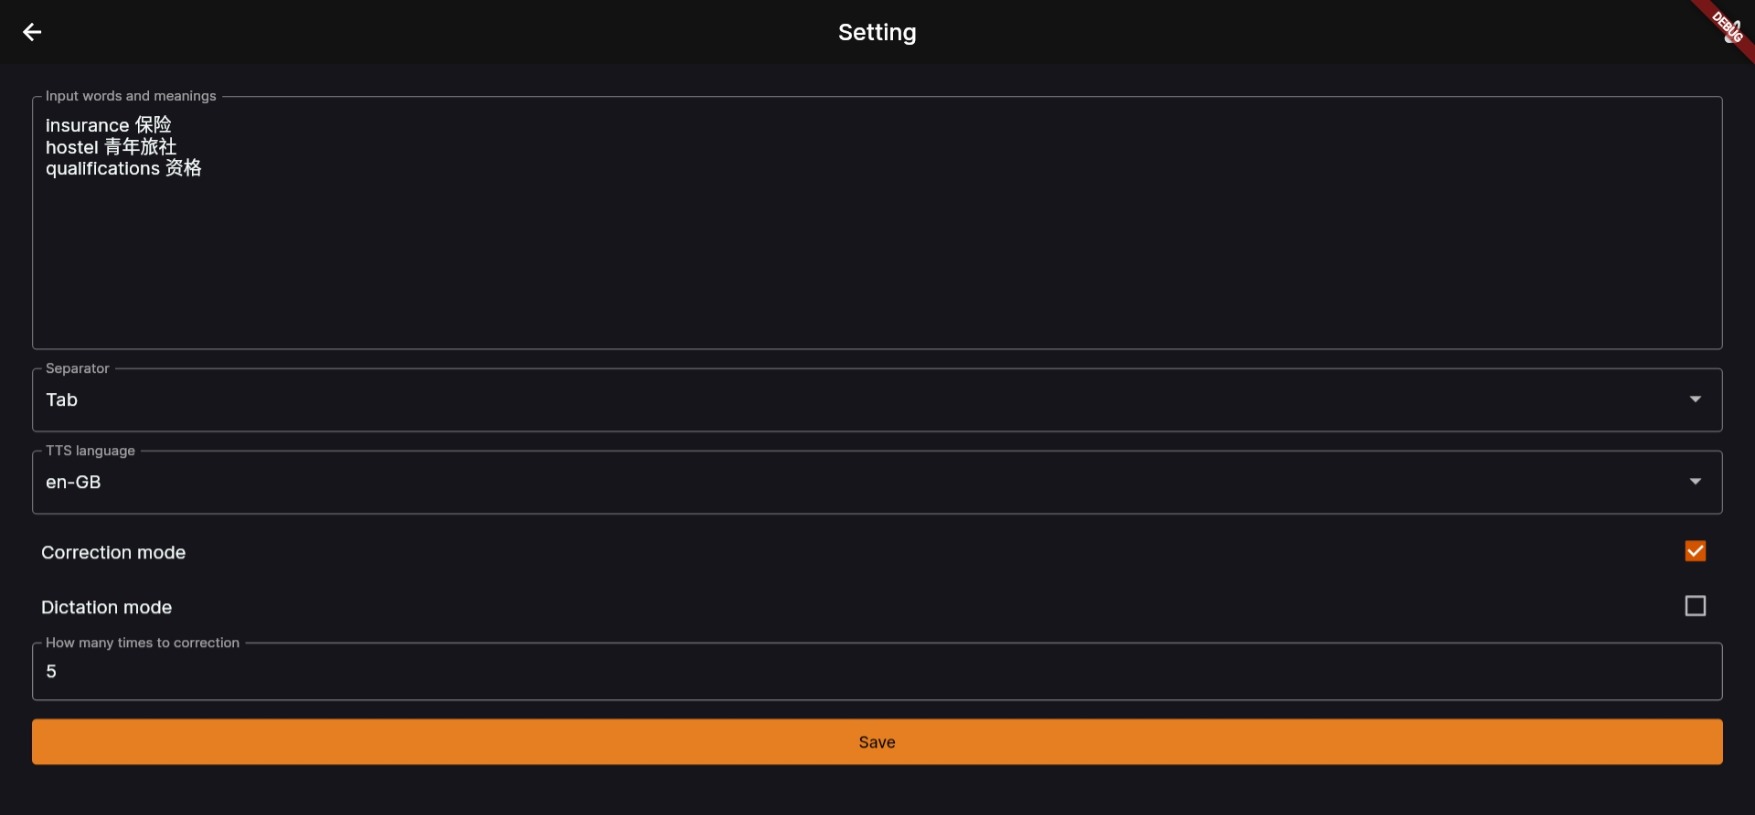 Setting
DEBUG
Input words and meanings
insurance 保险
hostel 青年旅社
qualifications 资格
Separator
Tab
TTS language
en-GB
Correction mode
Dictation mode
How many times to correction
5
Save